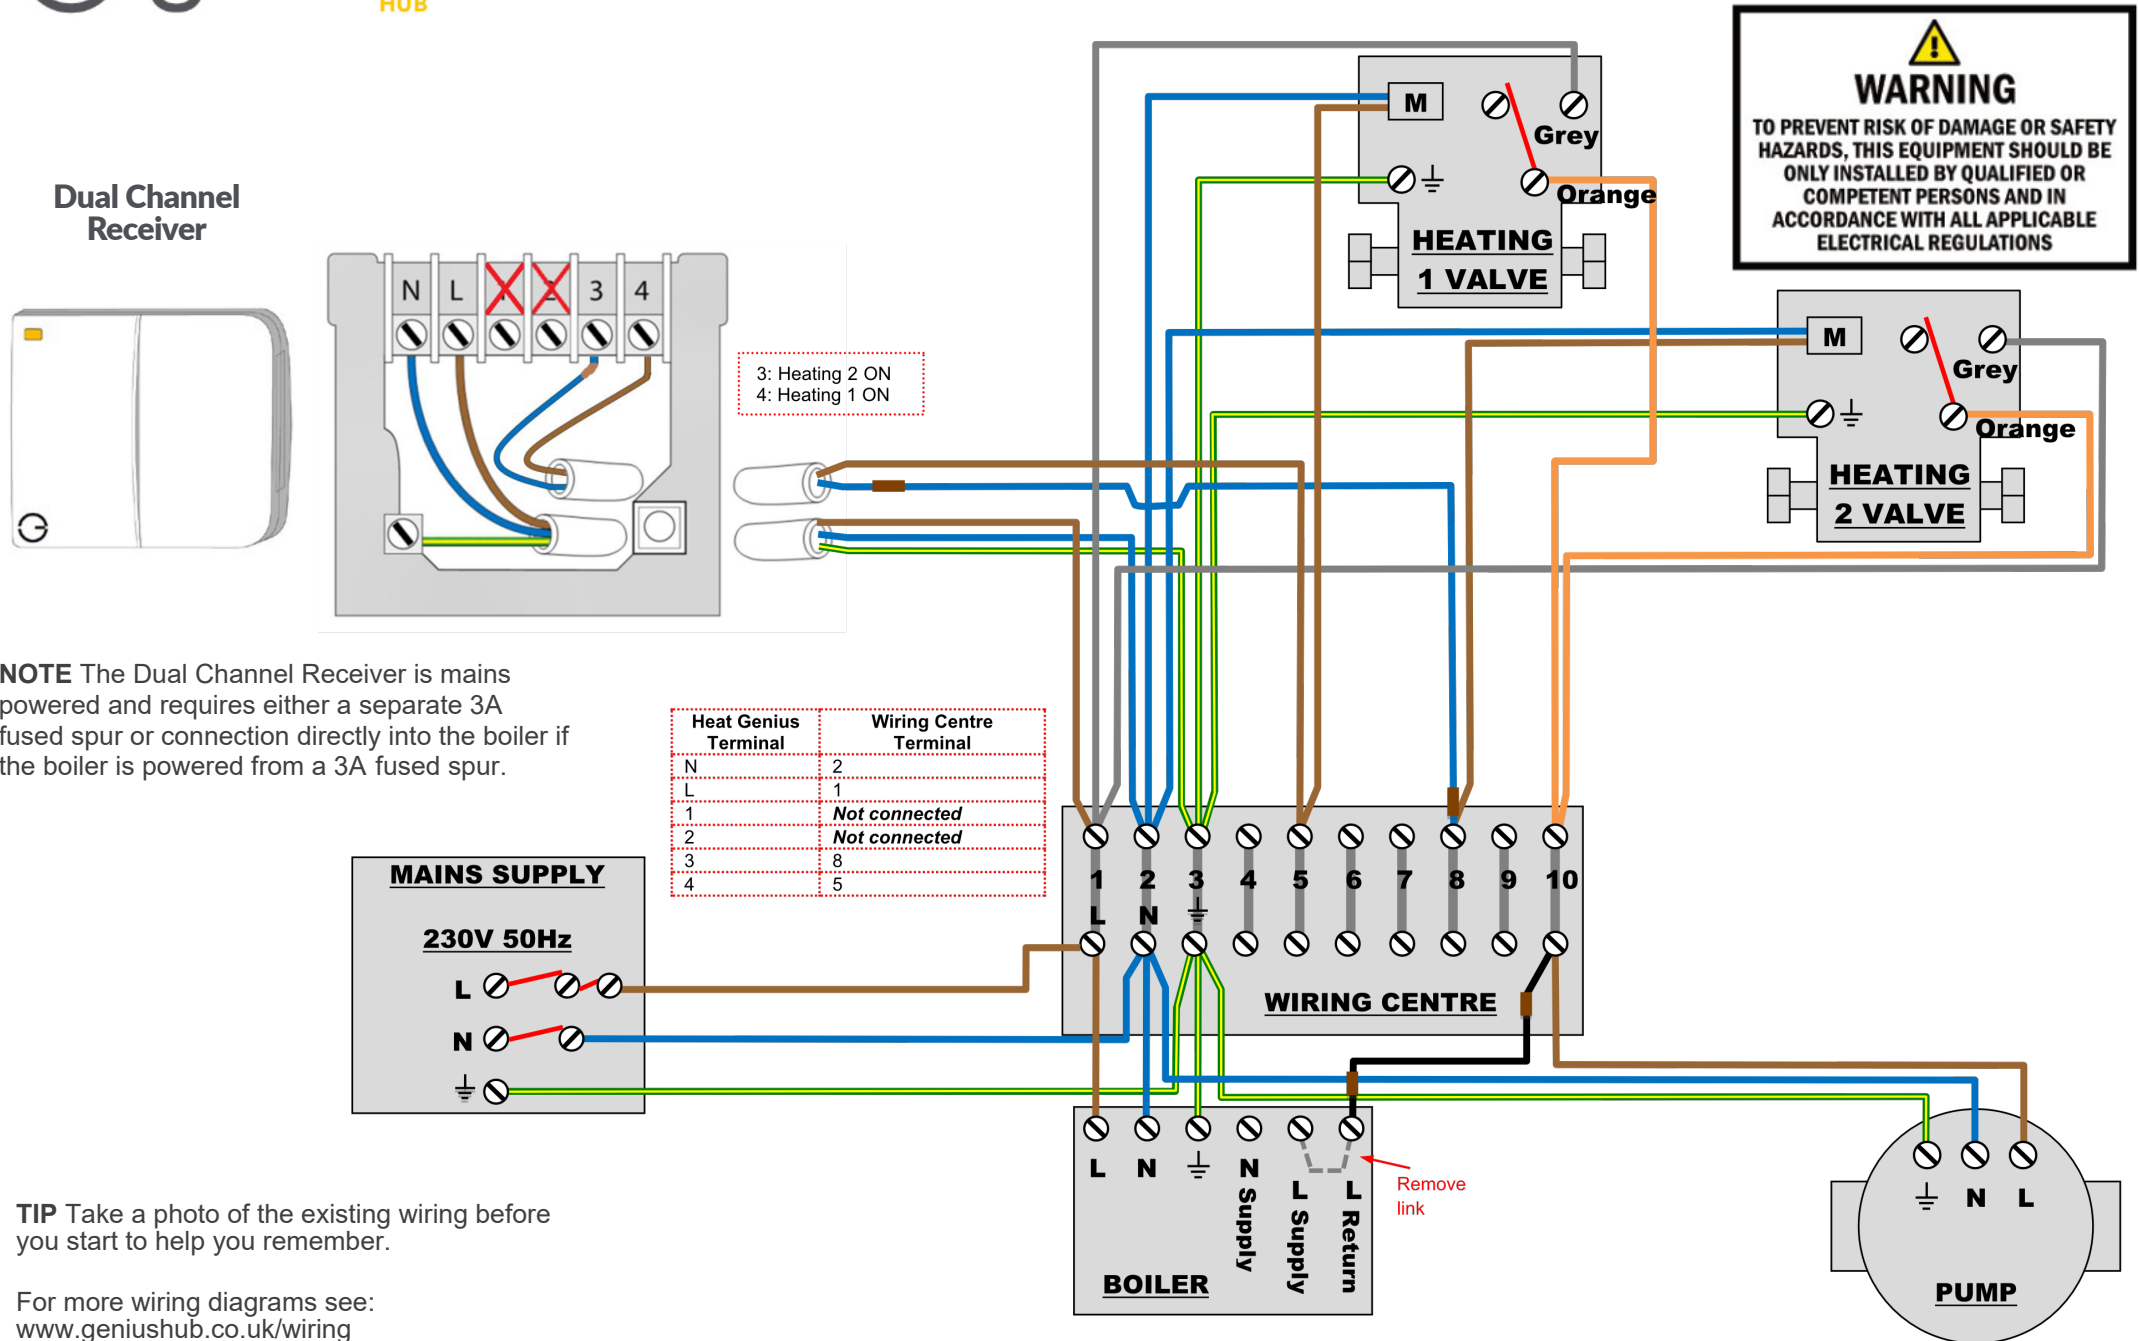 HUB
WARNING
TO PREVENT RISK OF DAMAGE OR SAFETY
HAZARDS, THIS EQUIPMENT SHOULD BE
ONLY INSTALLED BY QUALIFIED OR
COMPETENT PERSONS AND IN
ACCORDANCE WITH ALL APPLICABLE
ELECTRICAL REGULATIONS
M
Grey
Orange
HEATING
1 VALVE
Dual Channel
Receiver
N L 1 2 3 4
3: Heating 2 ON
4: Heating 1 ON
M
Grey
Orange
HEATING
2 VALVE
NOTE The Dual Channel Receiver is mains
powered and requires either a separate 3A
fused spur or connection directly into the boiler if
the boiler is powered from a 3A fused spur.
Heat Genius Terminal Wiring Centre Terminal
N 2
L 1
1 Not connected
2 Not connected
3 8
4 5
MAINS SUPPLY
230V 50Hz
L
N
1 2 3 4 5 6 7 8 9 10
L N
WIRING CENTRE
L N N Supply L Supply L Return
Remove
link
BOILER
N L
PUMP
TIP Take a photo of the existing wiring before
you start to help you remember.
For more wiring diagrams see:
www.geniushub.co.uk/wiring